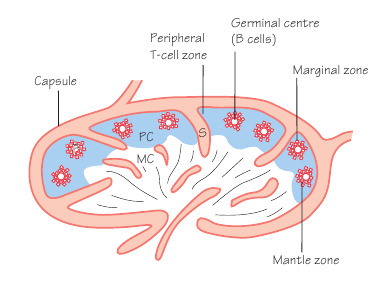 Germinal centre
(B cells)
Peripheral
T-cell zone
Marginal zone
Capsule
PC
S
MC
Mantle zone